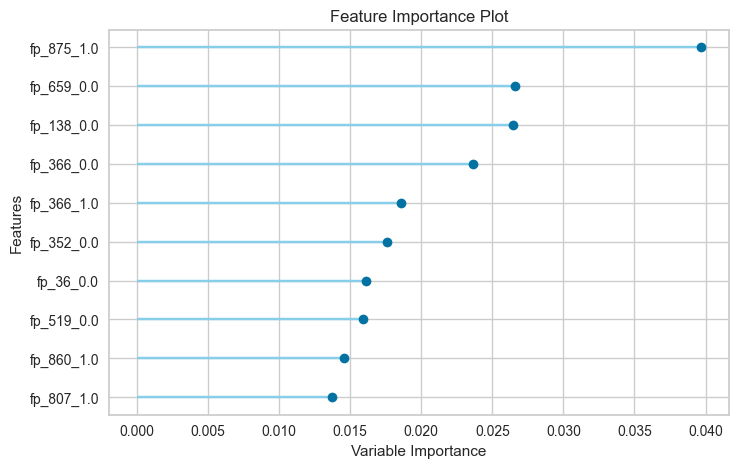 Feature Importance Plot
Features
fp_875_1.0
fp_659_0.0
fp_138_0.0
fp_366_0.0
fp_366_1.0
fp_352_0.0
fp_36_0.0
fp_519_0.0
fp_860_1.0
fp_807_1.0
0.000 0.005 0.010 0.015 0.020 0.025 0.030 0.035 0.040
Variable Importance